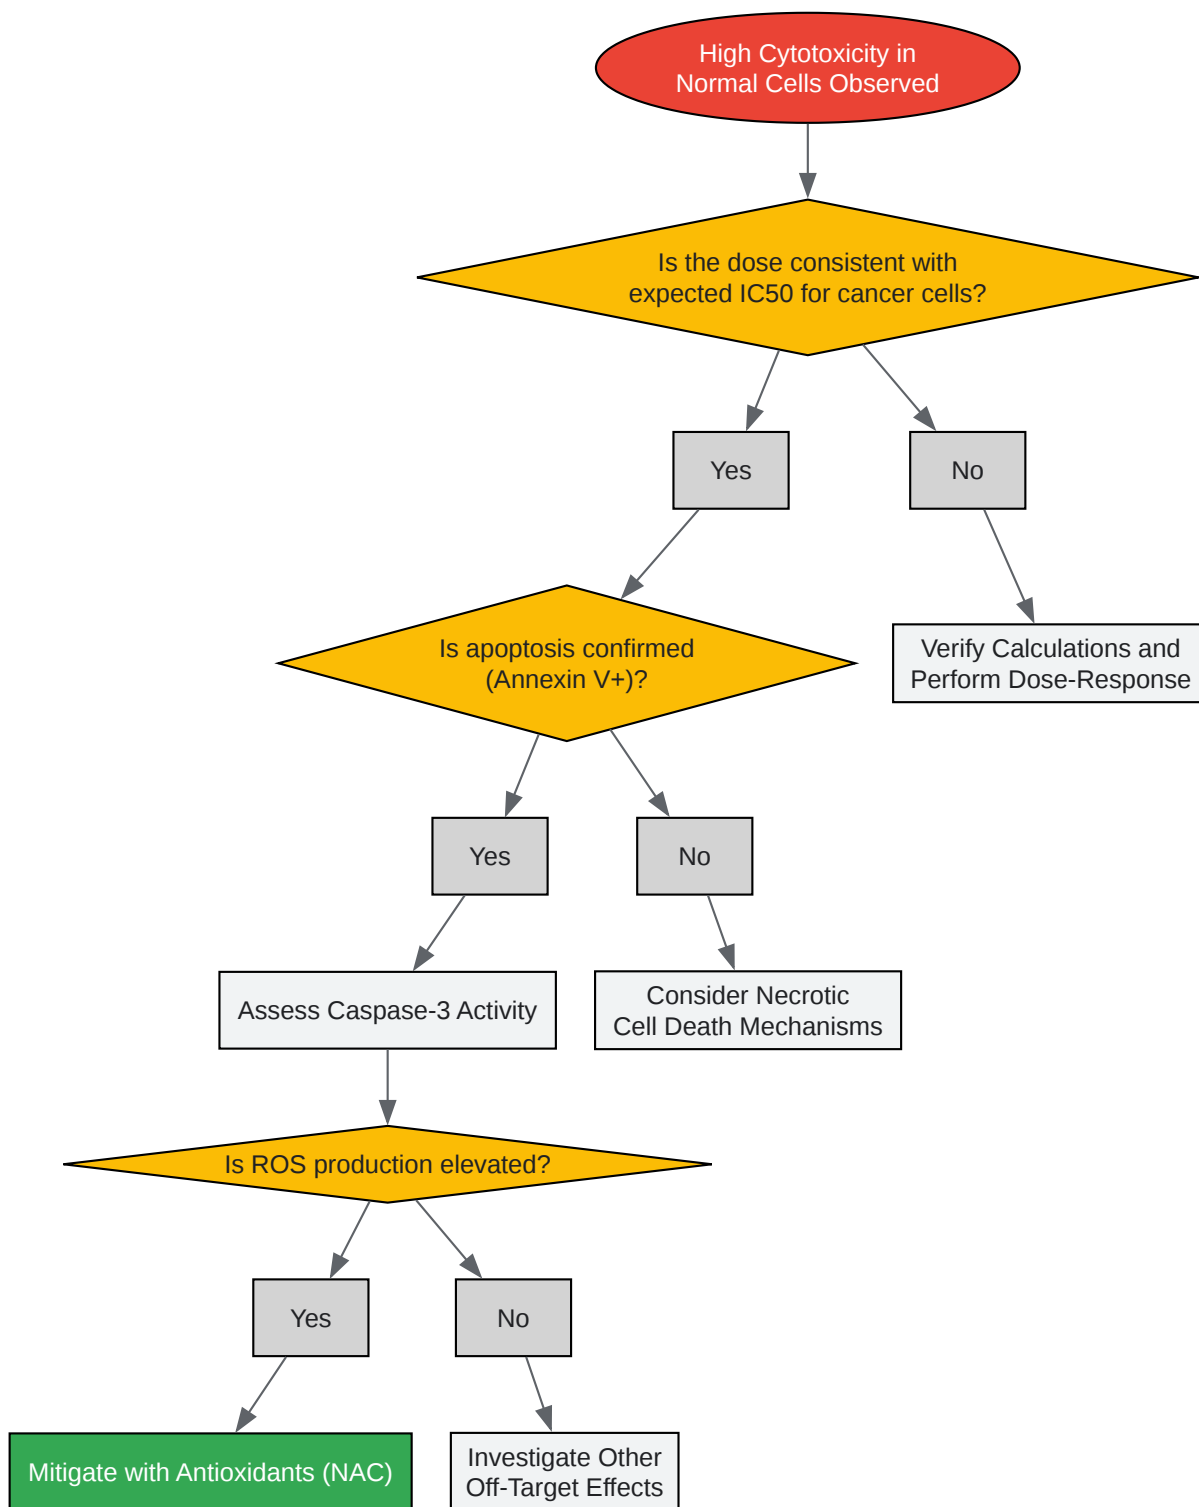 High Cytotoxicity in
Normal Cells Observed
Is the dose consistent with
expected IC50 for cancer cells?
Yes
No
Is apoptosis confirmed
(Annexin V+)?
Verify Calculations and
Perform Dose-Response
Yes
No
Assess Caspase-3 Activity
Consider Necrotic
Cell Death Mechanisms
Is ROS production elevated?
Yes
No
Mitigate with Antioxidants (NAC)
Investigate Other
Off-Target Effects